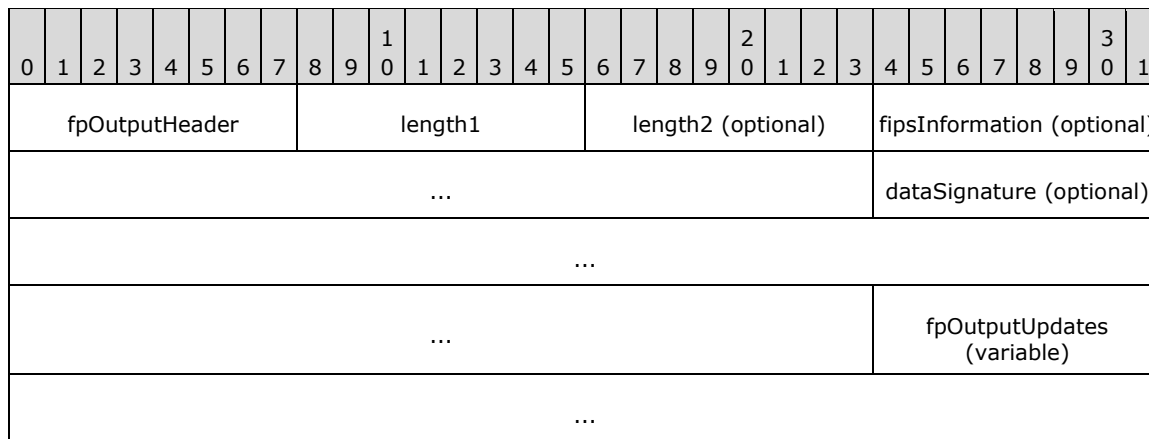 1 2 3
0 1 2 3 4 5 6 7 8 9 0 1 2 3 4 5 6 7 8 9 0 1 2 3 4 5 6 7 8 9 0 1
fpOutputHeader length1 length2 (optional) fipsInformation (optional)
... dataSignature (optional)
...
... fpOutputUpdates
(variable)
...